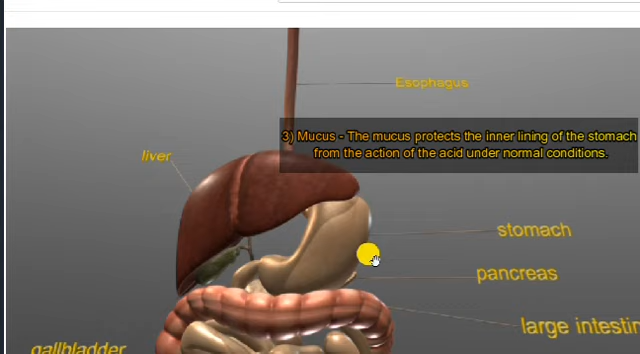 Esophagus
3) Mucus - The mucus protects the inner lining of the stomach
from the action of the acid under normal conditions.
liver
stomach
pancreas
large intestin
gallbladder